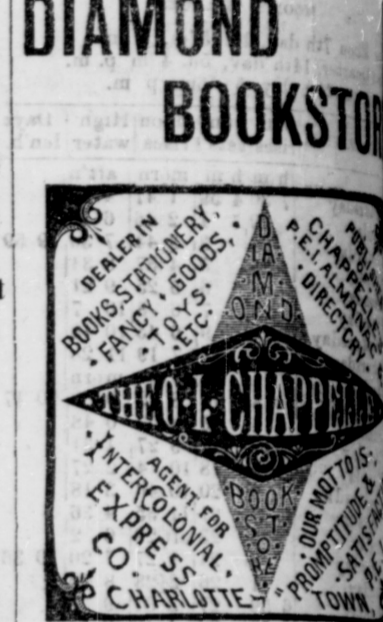 DIAMOND
BOOKSTOR
DEALER IN
BOOKS, STATIONERY,
FANCY · GOODS,
TOYS
ETC
CHAPPELLE
P.E.I. ALMANAC
DIRECTORY.
DIAMOND
THEO·L·CHAPPELLE
BOOK
STORE
AGENT FOR
INTERCOLONIAL
EXPRESS
CO
CHARLOTTE-
TOWN,
OUR MOTTO IS:
"PROMPTITUDE &
SATISFAC
P.E.